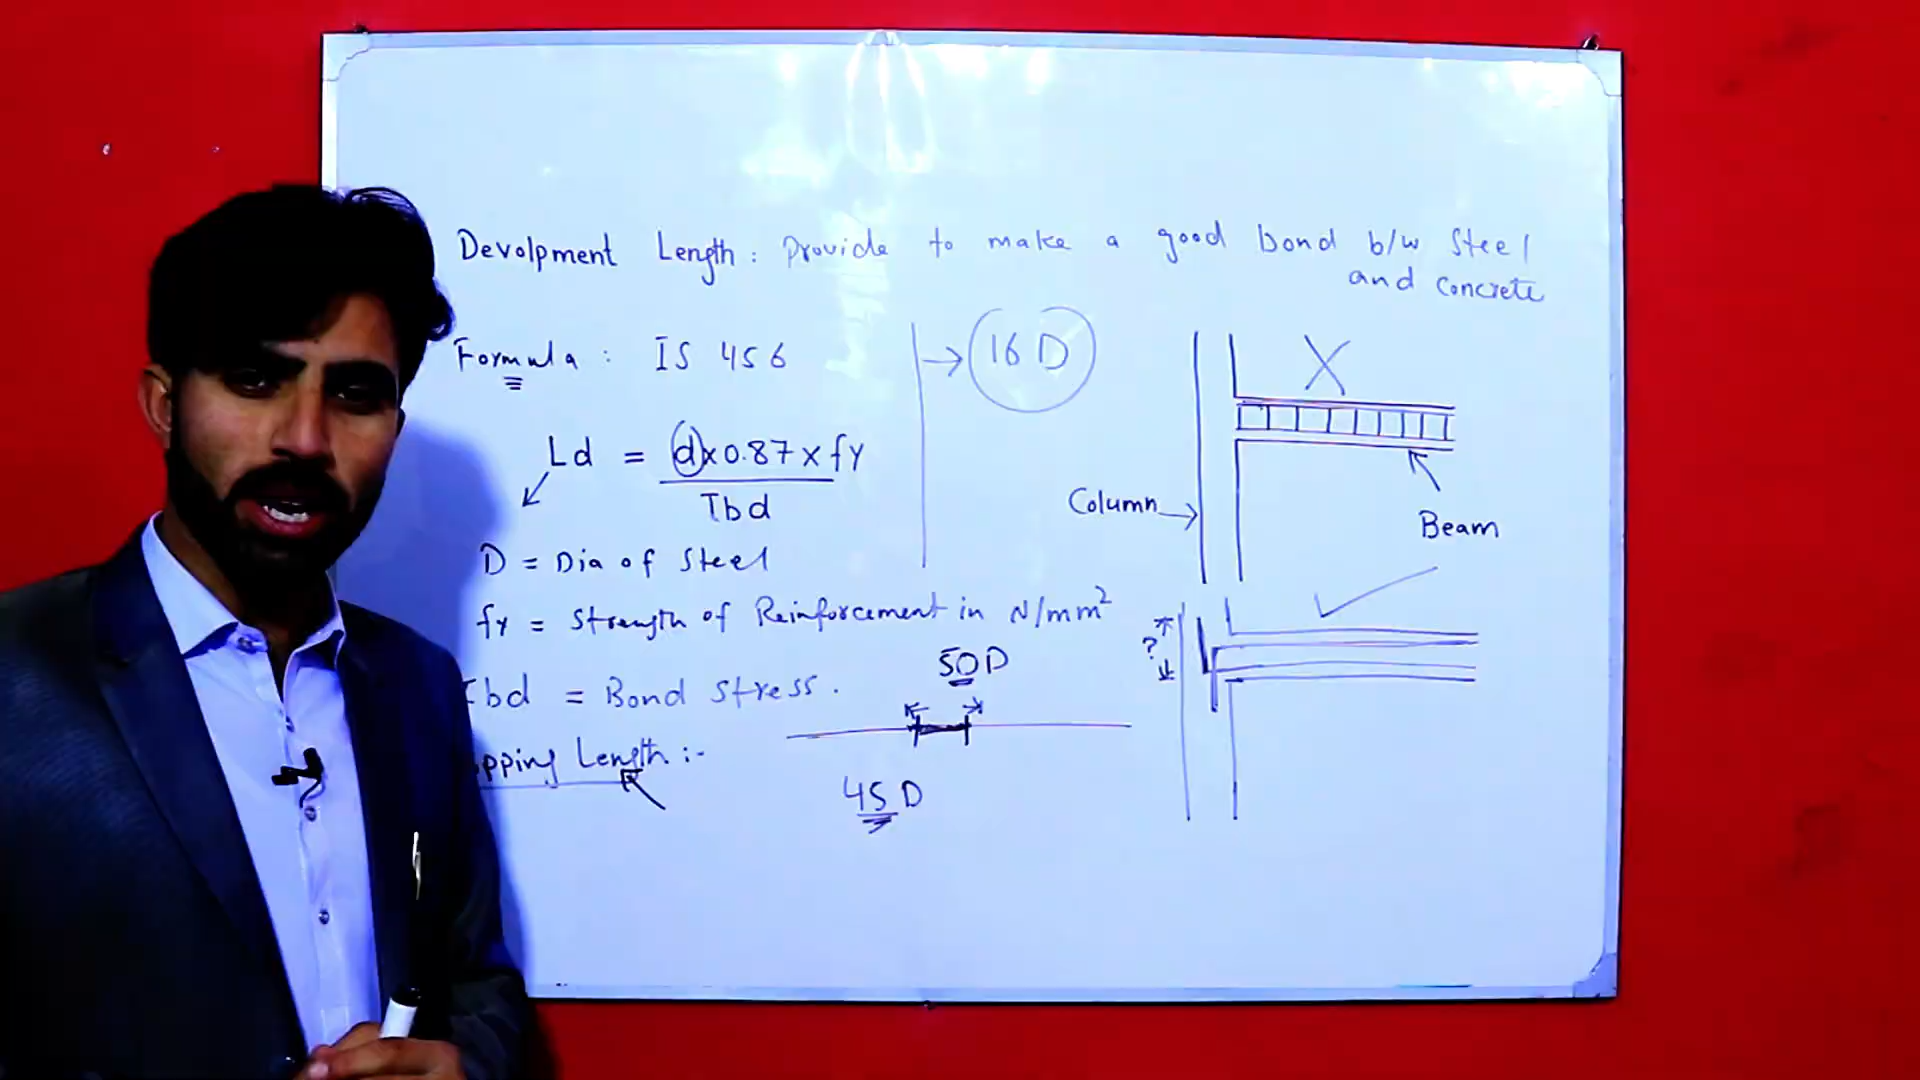 Devolpment Length : Provide to make a good bond b/w Steel
and Concrete
Formula : IS 456
16 D
X
Ld = d x 0.87 x fy
Tbd
Column
Beam
D = Dia of Steel
fy = Strength of Reinforcement in N/mm²
?
50D
bd = Bond Stress.
pping Length :-
45 D